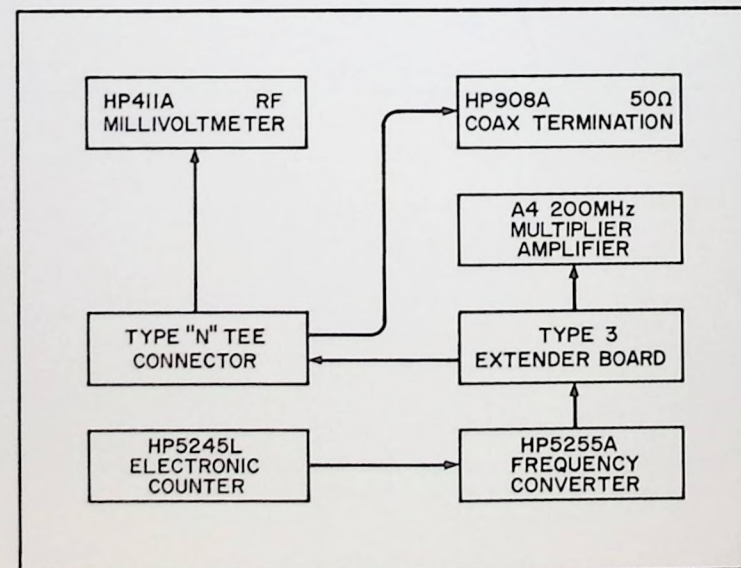 HP411A RF
MILLIVOLTMETER
HP908A 50Ω
COAX TERMINATION
A4 200MHz
MULTIPLIER
AMPLIFIER
TYPE "N" TEE
CONNECTOR
TYPE 3
EXTENDER BOARD
HP5245L
ELECTRONIC
COUNTER
HP5255A
FREQUENCY
CONVERTER